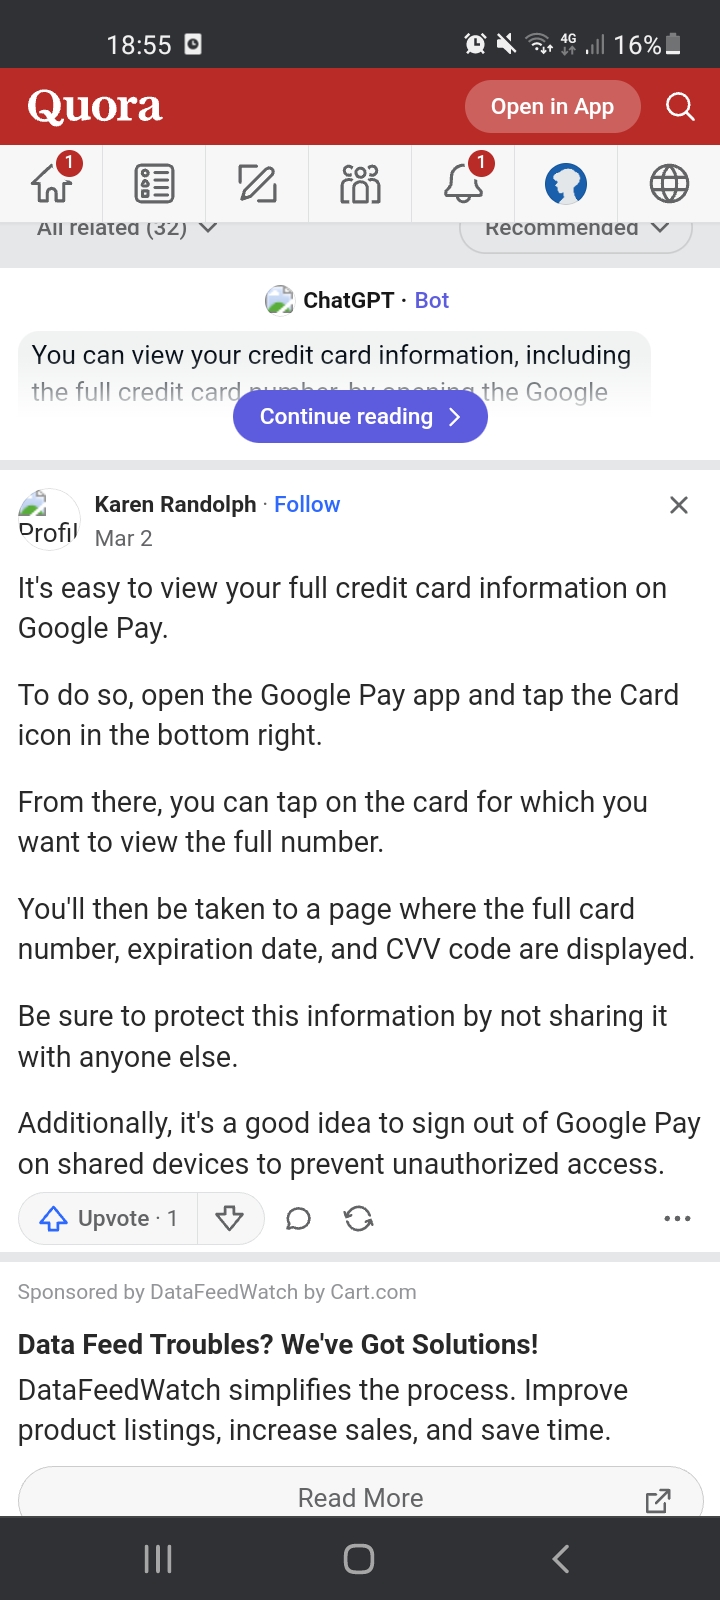 18:55 4G 16%
Quora Open in App
1 1
All related (32) Recommended
ChatGPT · Bot
You can view your credit card information, including
the full credit card number, by opening the Google
Continue reading
Profil
Karen Randolph · Follow
Mar 2
It's easy to view your full credit card information on
Google Pay.
To do so, open the Google Pay app and tap the Card
icon in the bottom right.
From there, you can tap on the card for which you
want to view the full number.
You'll then be taken to a page where the full card
number, expiration date, and CVV code are displayed.
Be sure to protect this information by not sharing it
with anyone else.
Additionally, it's a good idea to sign out of Google Pay
on shared devices to prevent unauthorized access.
Upvote · 1
Sponsored by DataFeedWatch by Cart.com
Data Feed Troubles? We've Got Solutions!
DataFeedWatch simplifies the process. Improve
product listings, increase sales, and save time.
Read More